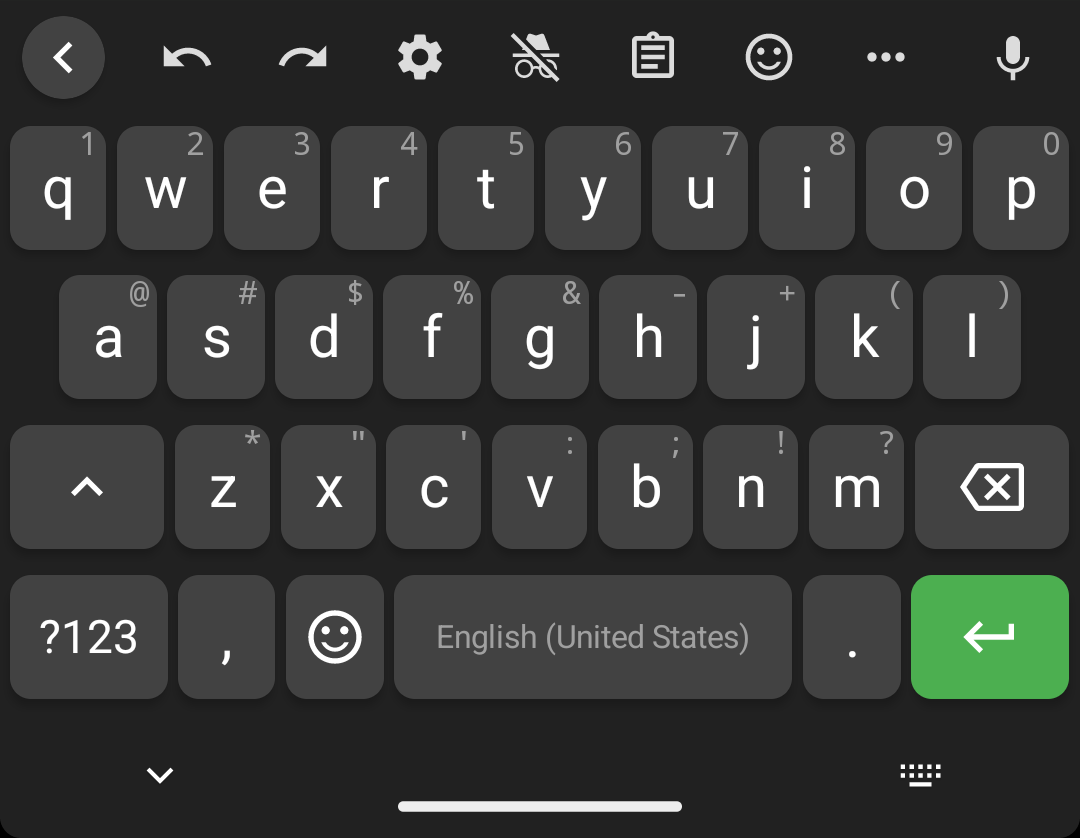 1 2 3 4 5 6 7 8 9 0
q w e r t y u i o p
@ # $ % & - + ( )
a s d f g h j k l
* " ' : ; ! ?
z x c v b n m
?123 , English (United States) .